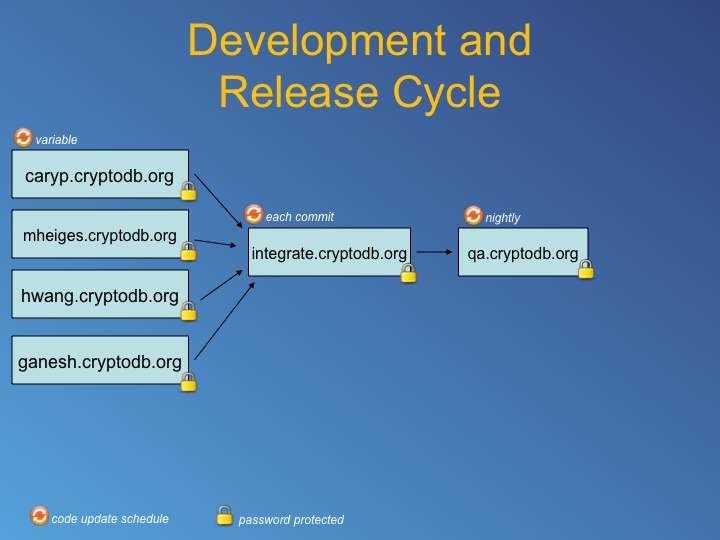 Development and
Release Cycle
variable
caryp.cryptodb.org
mheiges.cryptodb.org
hwang.cryptodb.org
ganesh.cryptodb.org
each commit
integrate.cryptodb.org
nightly
qa.cryptodb.org
code update schedule
password protected